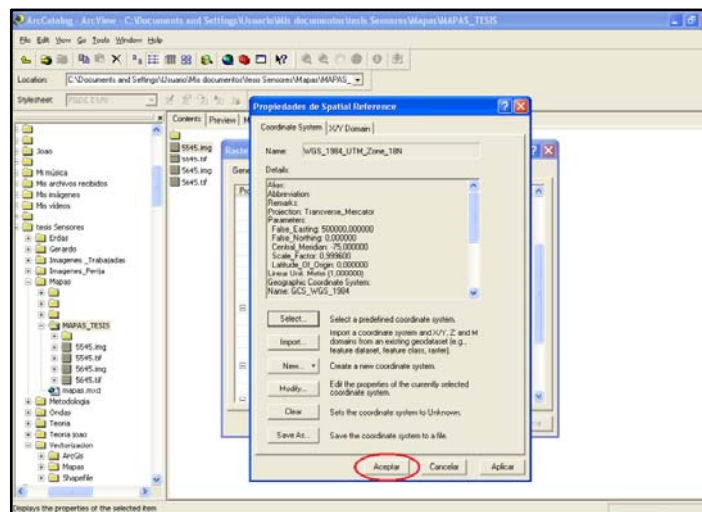 ArcCatalog - ArcView - C:\Documents and Settings\Usuario\Mis documentos\tesis Sensores\Mapas\MAPAS_TESIS
File Edit View Go Tools Window Help
Location: C:\Documents and Settings\Usuario\Mis documentos\tesis Sensores\Mapas\MAPAS_
Stylesheet: FGDC ESRI
Contents Preview M
Joao
Mi música
Mis archivos recibidos
Mis imágenes
Mis vídeos
tesis Sensores
Erdas
Gerardo
Imagenes _Trabajadas
Imagenes_Perija
Mapas
MAPAS_TESIS
5545.img
5545.tif
5645.img
5645.tif
mapas.mxd
Metodologia
Ondas
Teoria
Teoria Joao
Vectorizacion
ArcGis
Mapas
Shapefile
5545.img
5545.tif
5645.img
5645.tif
Raste
Gene
Propiedades de Spatial Reference
Coordinate System X/Y Domain
Name: WGS_1984_UTM_Zone_18N
Details:
Alias:
Abbreviation:
Remarks:
Projection: Transverse_Mercator
Parameters:
False_Easting: 500000,000000
False_Northing: 0,000000
Central_Meridian: -75,000000
Scale_Factor: 0,999600
Latitude_Of_Origin: 0,000000
Linear Unit: Meter (1,000000)
Geographic Coordinate System:
Name: GCS_WGS_1984
Select... Select a predefined coordinate system.
Import... Import a coordinate system and X/Y, Z and M
domains from an existing geodataset (e.g.,
feature dataset, feature class, raster).
New... Create a new coordinate system.
Modify... Edit the properties of the currently selected
coordinate system.
Clear Sets the coordinate system to Unknown.
Save As... Save the coordinate system to a file.
Aceptar Cancelar Aplicar
Displays the properties of the selected item